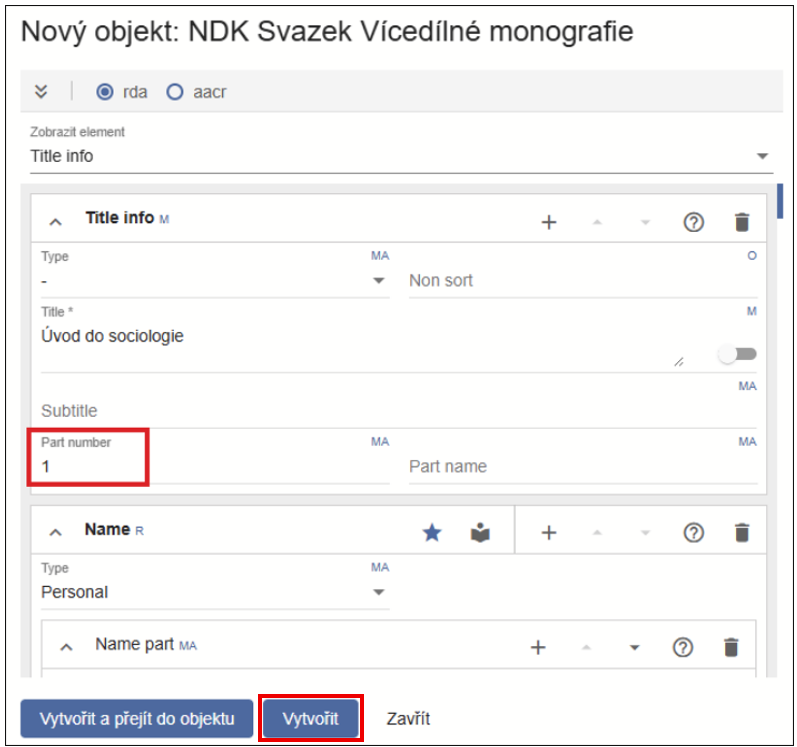 Nový objekt: NDK Svazek Vícedílné monografie
rda aacr
Zobrazit element
Title info
Title info M
Type MA O
- Non sort
Title * M
Úvod do sociologie
MA
Subtitle
Part number MA MA
1 Part name
Name R
Type MA
Personal
Name part MA
Vytvořit a přejít do objektu Vytvořit Zavřít